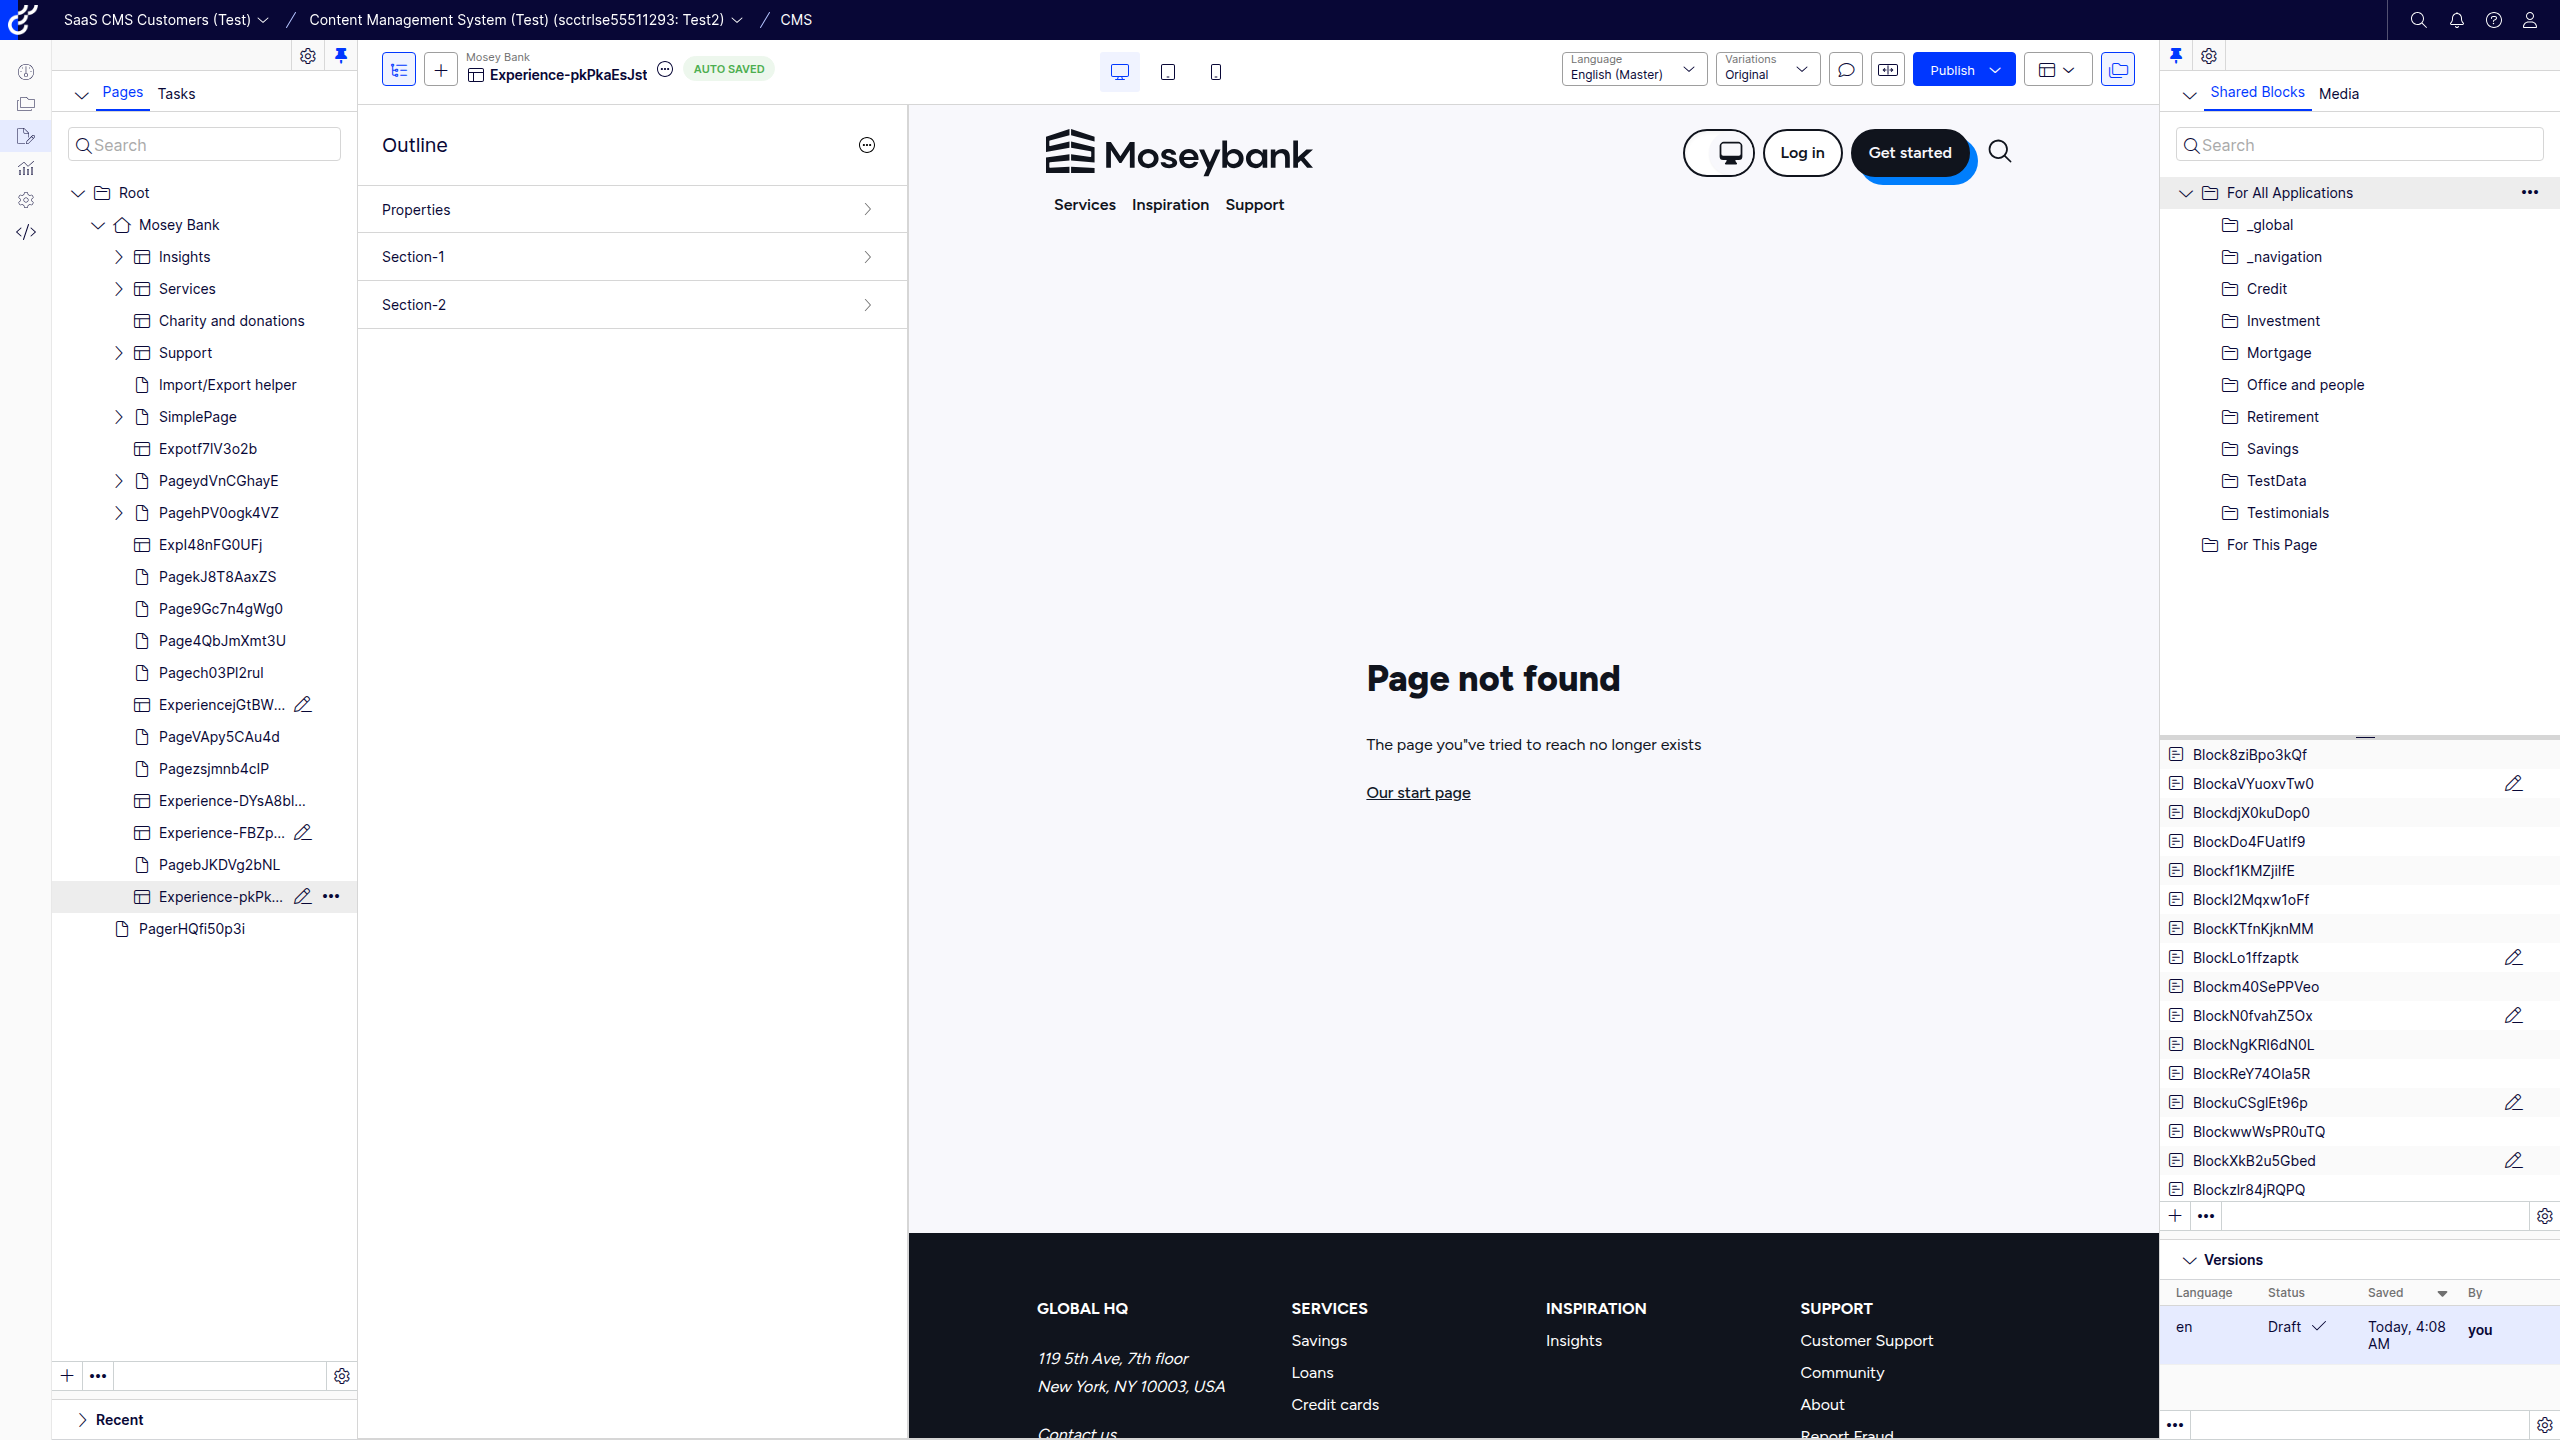 SaaS CMS Customers (Test) / Content Management System (Test) (scctrlse55511293: Test2) / CMS
Pages Tasks
Search
Root
Mosey Bank
Insights
Services
Charity and donations
Support
Import/Export helper
SimplePage
Expotf7lV3o2b
PageydVnCGhayE
PagehPV0ogk4VZ
Expl48nFG0UFj
PagekJ8T8AaxZS
Page9Gc7n4gWg0
Page4QbJmXmt3U
Pagech03Pl2rul
ExperiencejGtBW...
PageVApy5CAu4d
Pagezsjmnb4clP
Experience-DYsA8bl...
Experience-FBZp...
PagebJKDVg2bNL
Experience-pkPk...
PagerHQfi50p3i
Recent
Mosey Bank
Experience-pkPkaEsJst
AUTO SAVED
Language
English (Master)
Variations
Original
Publish
Outline
Properties
Section-1
Section-2
Moseybank
Log in
Get started
Services Inspiration Support
Page not found
The page you"ve tried to reach no longer exists
Our start page
GLOBAL HQ
119 5th Ave, 7th floor
New York, NY 10003, USA
Contact us
SERVICES
Savings
Loans
Credit cards
INSPIRATION
Insights
SUPPORT
Customer Support
Community
About
Report Fraud
Shared Blocks Media
Search
For All Applications
_global
_navigation
Credit
Investment
Mortgage
Office and people
Retirement
Savings
TestData
Testimonials
For This Page
Block8ziBpo3kQf
BlockaVYuoxvTw0
BlockdjX0kuDop0
BlockDo4FUatlf9
Blockf1KMZjilfE
Blockl2Mqxw1oFf
BlockKTfnKjknMM
BlockLo1ffzaptk
Blockm40SePPVeo
BlockN0fvahZ5Ox
BlockNgKRl6dN0L
BlockReY74Ola5R
BlockuCSglEt96p
BlockwwWsPR0uTQ
BlockXkB2u5Gbed
Blockzlr84jRQPQ
Versions
Language Status Saved By
en Draft Today, 4:08 AM you